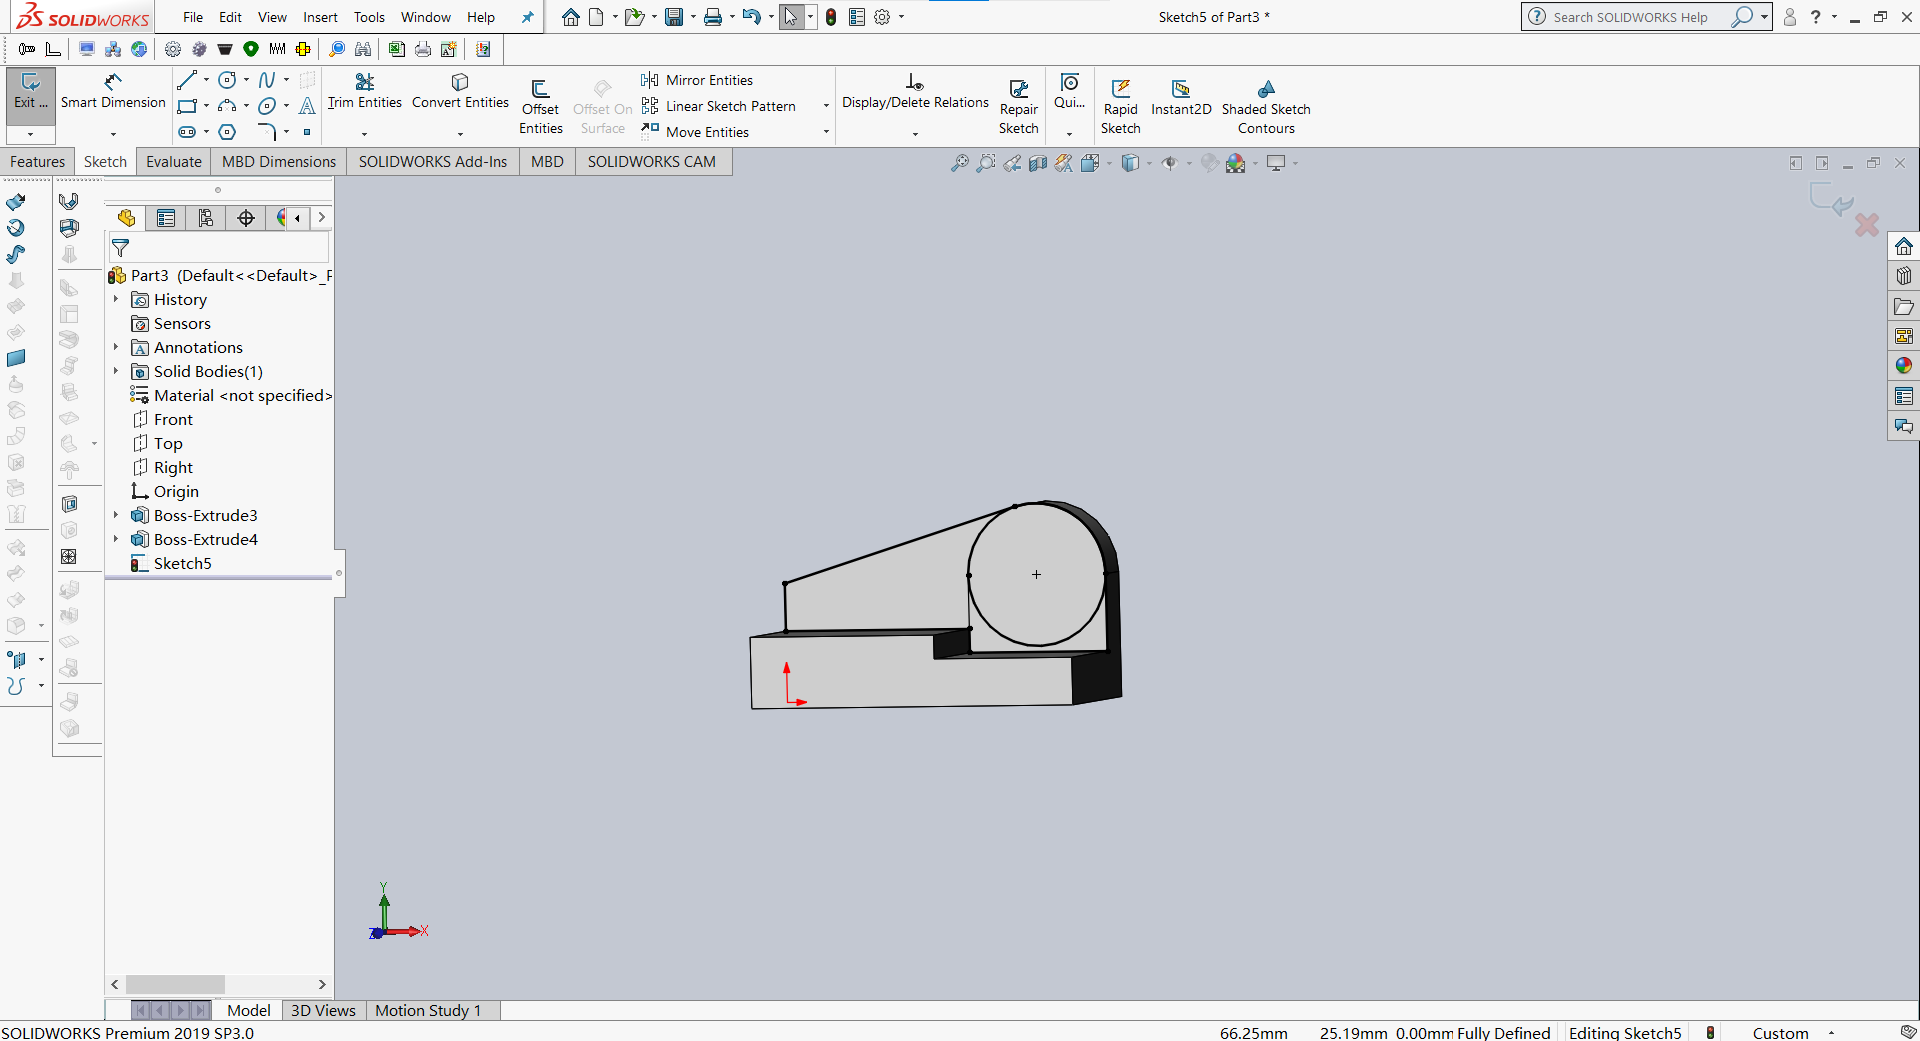 SOLIDWORKS File Edit View Insert Tools Window Help Sketch5 of Part3 * Search SOLIDWORKS Help
Exit ... Smart Dimension Trim Entities Convert Entities Offset Entities Offset On Surface Mirror Entities Linear Sketch Pattern Move Entities Display/Delete Relations Repair Sketch Qui... Rapid Sketch Instant2D Shaded Sketch Contours
Features Sketch Evaluate MBD Dimensions SOLIDWORKS Add-Ins MBD SOLIDWORKS CAM
Part3 (Default<<Default>_F
History
Sensors
Annotations
Solid Bodies(1)
Material <not specified>
Front
Top
Right
Origin
Boss-Extrude3
Boss-Extrude4
Sketch5
Y
Z X
Model 3D Views Motion Study 1
SOLIDWORKS Premium 2019 SP3.0 66.25mm 25.19mm 0.00mm Fully Defined Editing Sketch5 Custom